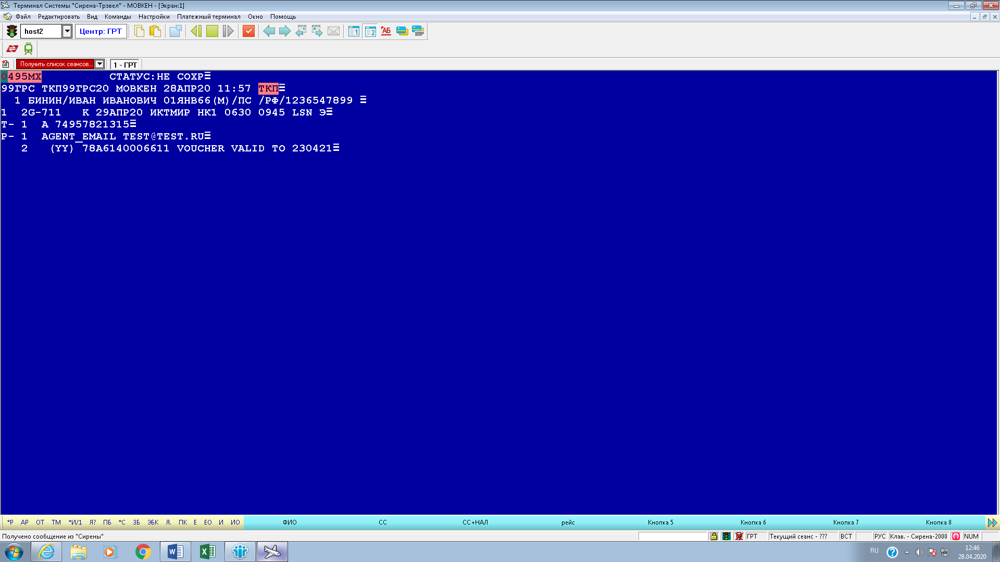 Терминал Системы "Сирена-Трэвел" - МОВКЕН - [Экран:1]
Файл Редактировать Вид Команды Настройки Платежный терминал Окно Помощь
host2 Центр: ГРТ 1 2 АБ BSP
Получить список сеансов... 1 - ГРТ
0495МХ СТАТУС:НЕ СОХР
99ГРС ТКП99ГРС20 МОВКЕН 28АПР20 11:57 ТКП
1 БИНИН/ИВАН ИВАНОВИЧ 01ЯНВ66(М)/ПС /РФ/1236547899
1 2G-711 К 29АПР20 ИКТМИР НК1 0630 0945 LSN Э
Т- 1 А 74957821315
Р- 1 AGENT_EMAIL TEST@TEST.RU
2 (YY) 78A6140006611 VOUCHER VALID TO 230421
*Р АР ОТ ТМ *И/1 Я? ПБ *С ЗБ ЭБК Я. ПК Е ЕО И ИО ФИО СС СС+НАЛ рейс Кнопка 5 Кнопка 6 Кнопка 7 Кнопка 8
Получено сообщение из "Сирены" ГРТ Текущий сеанс - ??? ВСТ РУС Клав. - Сирена-2000 NUM
RU 12:46
28.04.2020